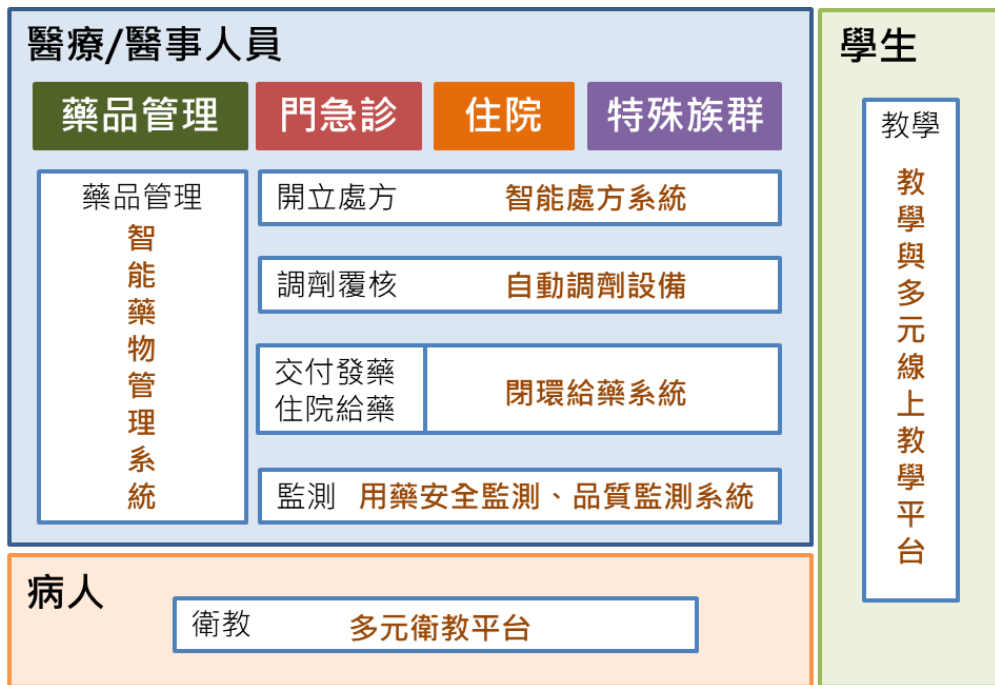 醫療/醫事人員
藥品管理
門急診
住院
特殊族群
藥品管理
智能藥物管理系統
開立處方 智能處方系統
調劑覆核 自動調劑設備
交付發藥
住院給藥
閉環給藥系統
監測 用藥安全監測、品質監測系統
病人
衛教 多元衛教平台
學生
教學
教學與多元線上教學平台